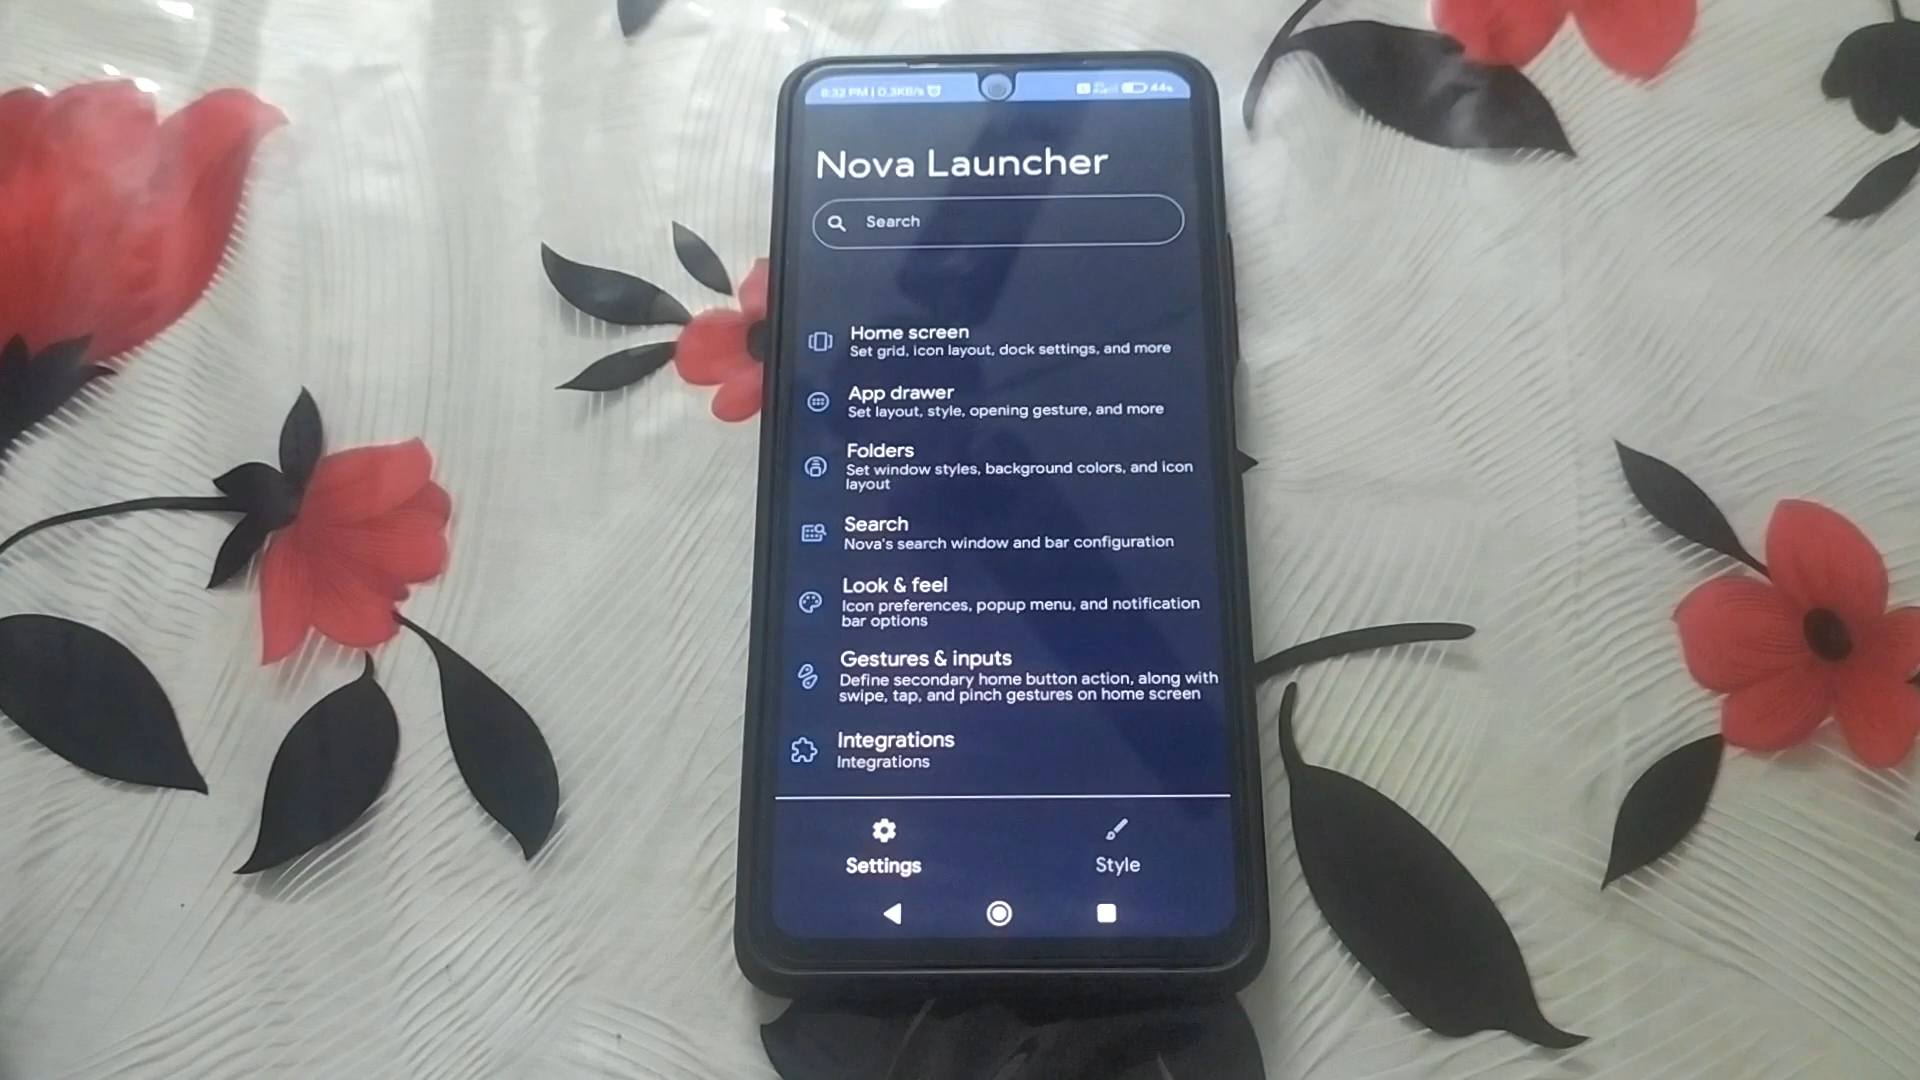 8:32 PM | 0.3KB/s
44%
Nova Launcher
Search
Home screen
Set grid, icon layout, dock settings, and more
App drawer
Set layout, style, opening gesture, and more
Folders
Set window styles, background colors, and icon
layout
Search
Nova's search window and bar configuration
Look & feel
Icon preferences, popup menu, and notification
bar options
Gestures & inputs
Define secondary home button action, along with
swipe, tap, and pinch gestures on home screen
Integrations
Integrations
Settings
Style